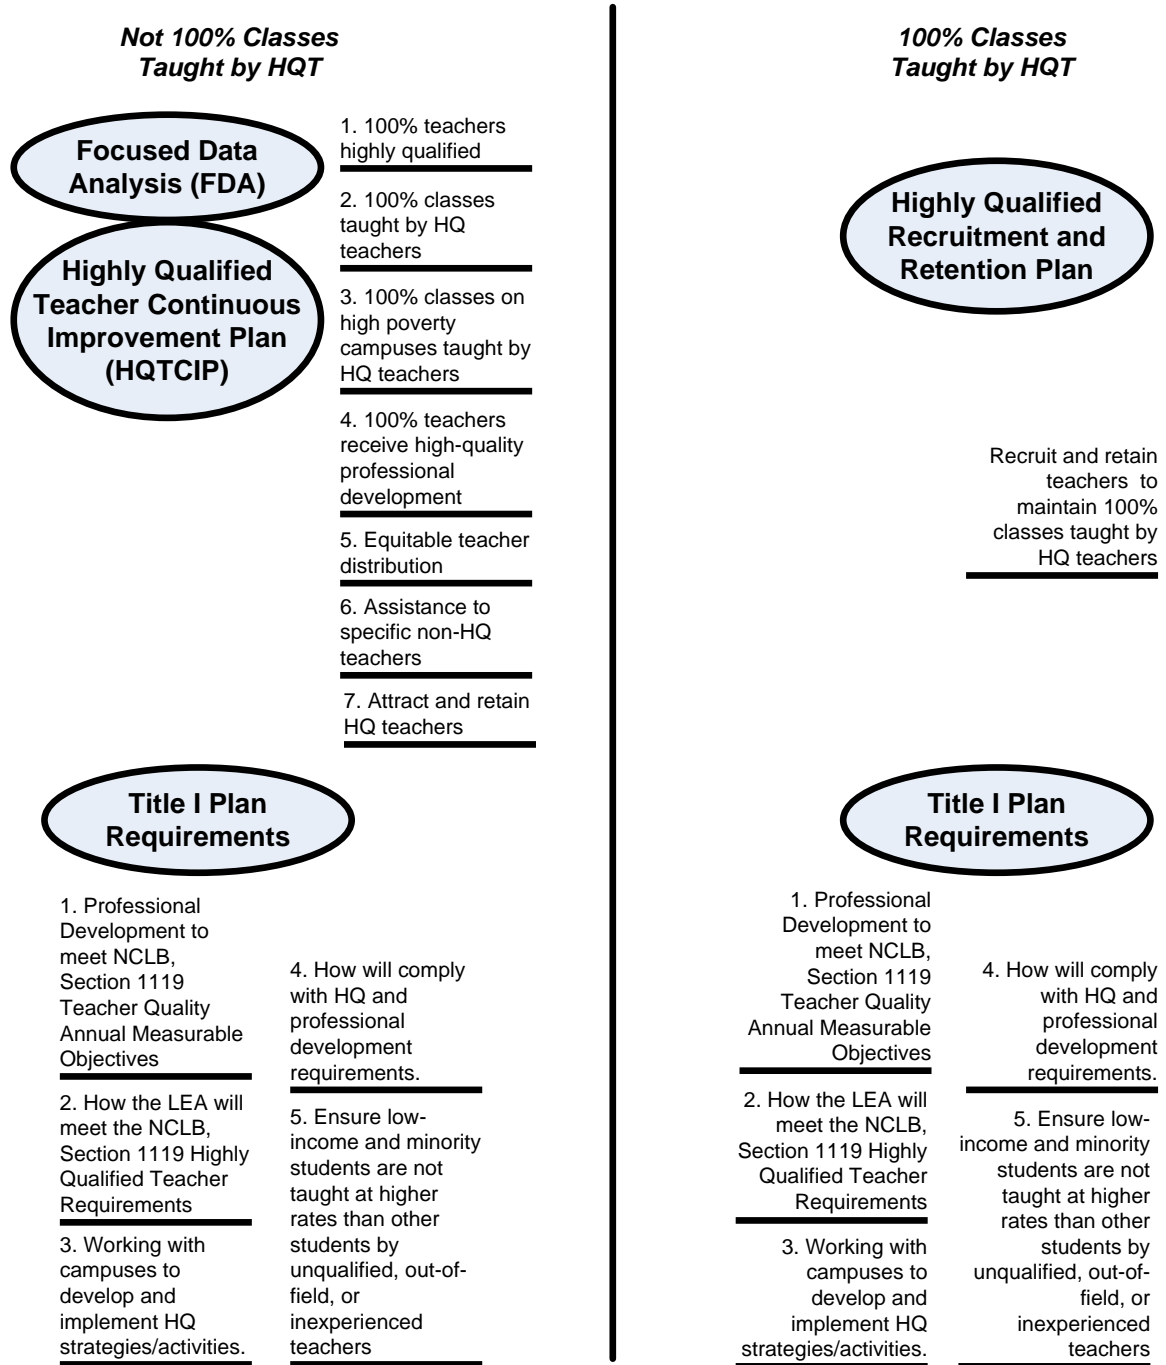 Not 100% Classes
Taught by HQT
Focused Data
Analysis (FDA)
Highly Qualified
Teacher Continuous
Improvement Plan
(HQTCIP)
1. 100% teachers
highly qualified
2. 100% classes
taught by HQ
teachers
3. 100% classes on
high poverty
campuses taught by
HQ teachers
4. 100% teachers
receive high-quality
professional
development
5. Equitable teacher
distribution
6. Assistance to
specific non-HQ
teachers
7. Attract and retain
HQ teachers
Title I Plan
Requirements
1. Professional
Development to
meet NCLB,
Section 1119
Teacher Quality
Annual Measurable
Objectives
2. How the LEA will
meet the NCLB,
Section 1119 Highly
Qualified Teacher
Requirements
3. Working with
campuses to
develop and
implement HQ
strategies/activities.
4. How will comply
with HQ and
professional
development
requirements.
5. Ensure low-
income and minority
students are not
taught at higher
rates than other
students by
unqualified, out-of-
field, or
inexperienced
teachers
100% Classes
Taught by HQT
Highly Qualified
Recruitment and
Retention Plan
Recruit and retain
teachers to
maintain 100%
classes taught by
HQ teachers
Title I Plan
Requirements
1. Professional
Development to
meet NCLB,
Section 1119
Teacher Quality
Annual Measurable
Objectives
2. How the LEA will
meet the NCLB,
Section 1119 Highly
Qualified Teacher
Requirements
3. Working with
campuses to
develop and
implement HQ
strategies/activities.
4. How will comply
with HQ and
professional
development
requirements.
5. Ensure low-
income and minority
students are not
taught at higher
rates than other
students by
unqualified, out-of-
field, or
inexperienced
teachers